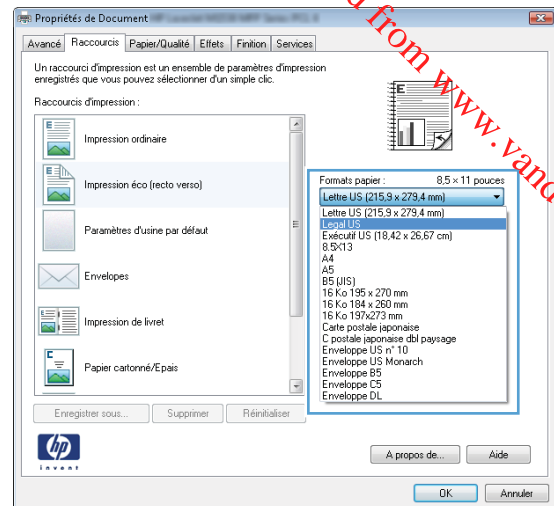 Propriétés de Document
Avancé Raccourcis Papier/Qualité Effets Finition Services
Un raccourci d'impression est un ensemble de paramètres d'impression
enregistrés que vous pouvez sélectionner d'un simple clic.
Raccourcis d'impression :
Impression ordinaire
Impression éco (recto verso)
Paramètres d'usine par défaut
Envelopes
Impression de livret
Papier cartonné/Epais
Formats papier : 8,5 × 11 pouces
Lettre US (215,9 x 279,4 mm)
Lettre US (215,9 x 279,4 mm)
Legal US
Exécutif US (18,42 x 26,67 cm)
8.5X13
A4
A5
B5 (JIS)
16 Ko 195 x 270 mm
16 Ko 184 x 260 mm
16 Ko 197x273 mm
Carte postale japonaise
C postale japonaise dbl paysage
Enveloppe US n° 10
Enveloppe US Monarch
Enveloppe B5
Enveloppe C5
Enveloppe DL
Enregistrer sous... Supprimer Réinitialiser
hp
invent
A propos de... Aide
OK Annuler
from www.vand